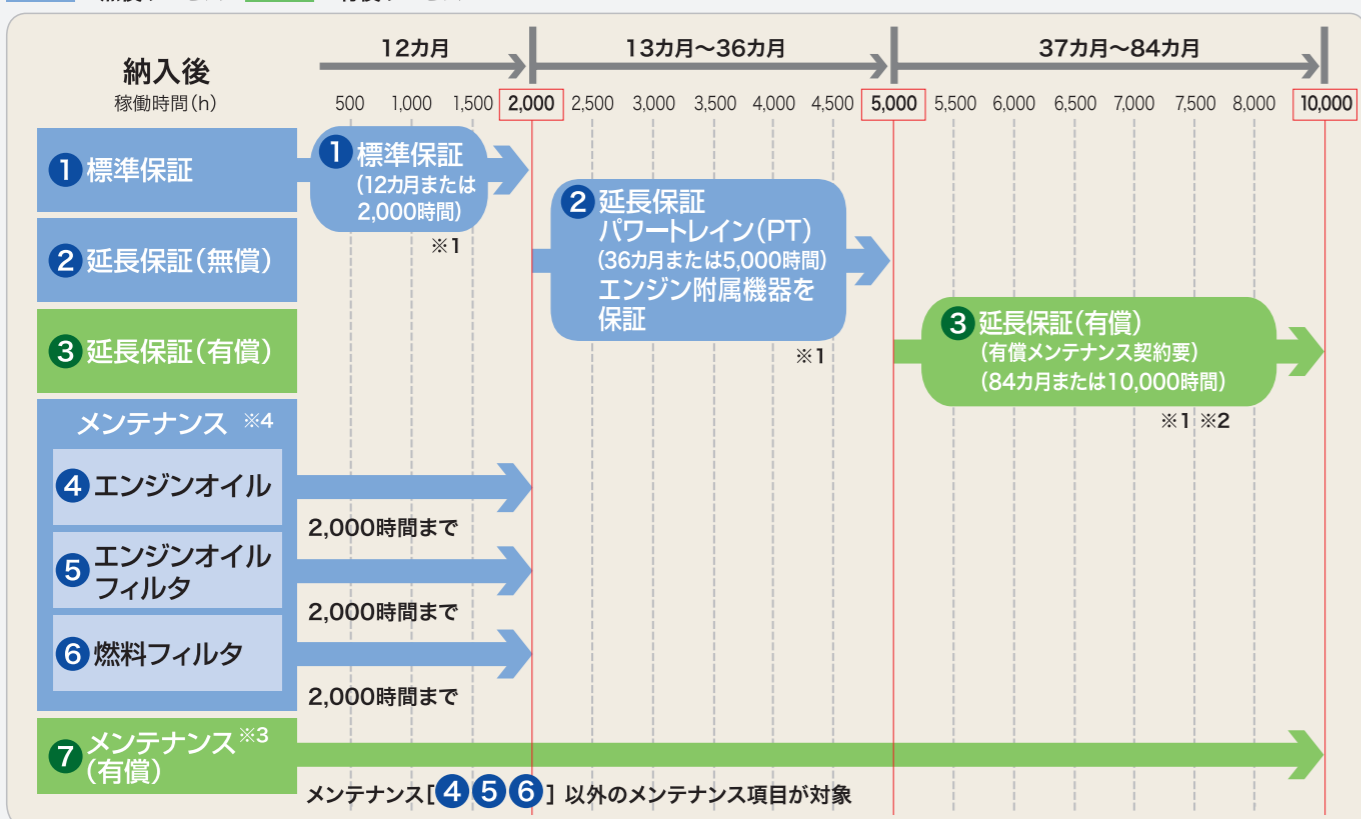 12カ月 13カ月～36カ月 37カ月～84カ月
納入後
稼働時間（h） 500 1,000 1,500 2,000 2,500 3,000 3,500 4,000 4,500 5,000 5,500 6,000 6,500 7,000 7,500 8,000 10,000
1 標準保証
1 標準保証
（12カ月または
2,000時間）
※1
2 延長保証（無償）
2 延長保証
パワートレイン（PT）
（36カ月または5,000時間）
エンジン附属機器を
保証
※1
3 延長保証（有償）
3 延長保証（有償）
（有償メンテナンス契約要）
（84カ月または10,000時間）
※1 ※2
メンテナンス ※4
4 エンジンオイル
2,000時間まで
5 エンジンオイル
フィルタ
2,000時間まで
6 燃料フィルタ
2,000時間まで
7 メンテナンス※3
（有償）
メンテナンス［4 5 6］以外のメンテナンス項目が対象